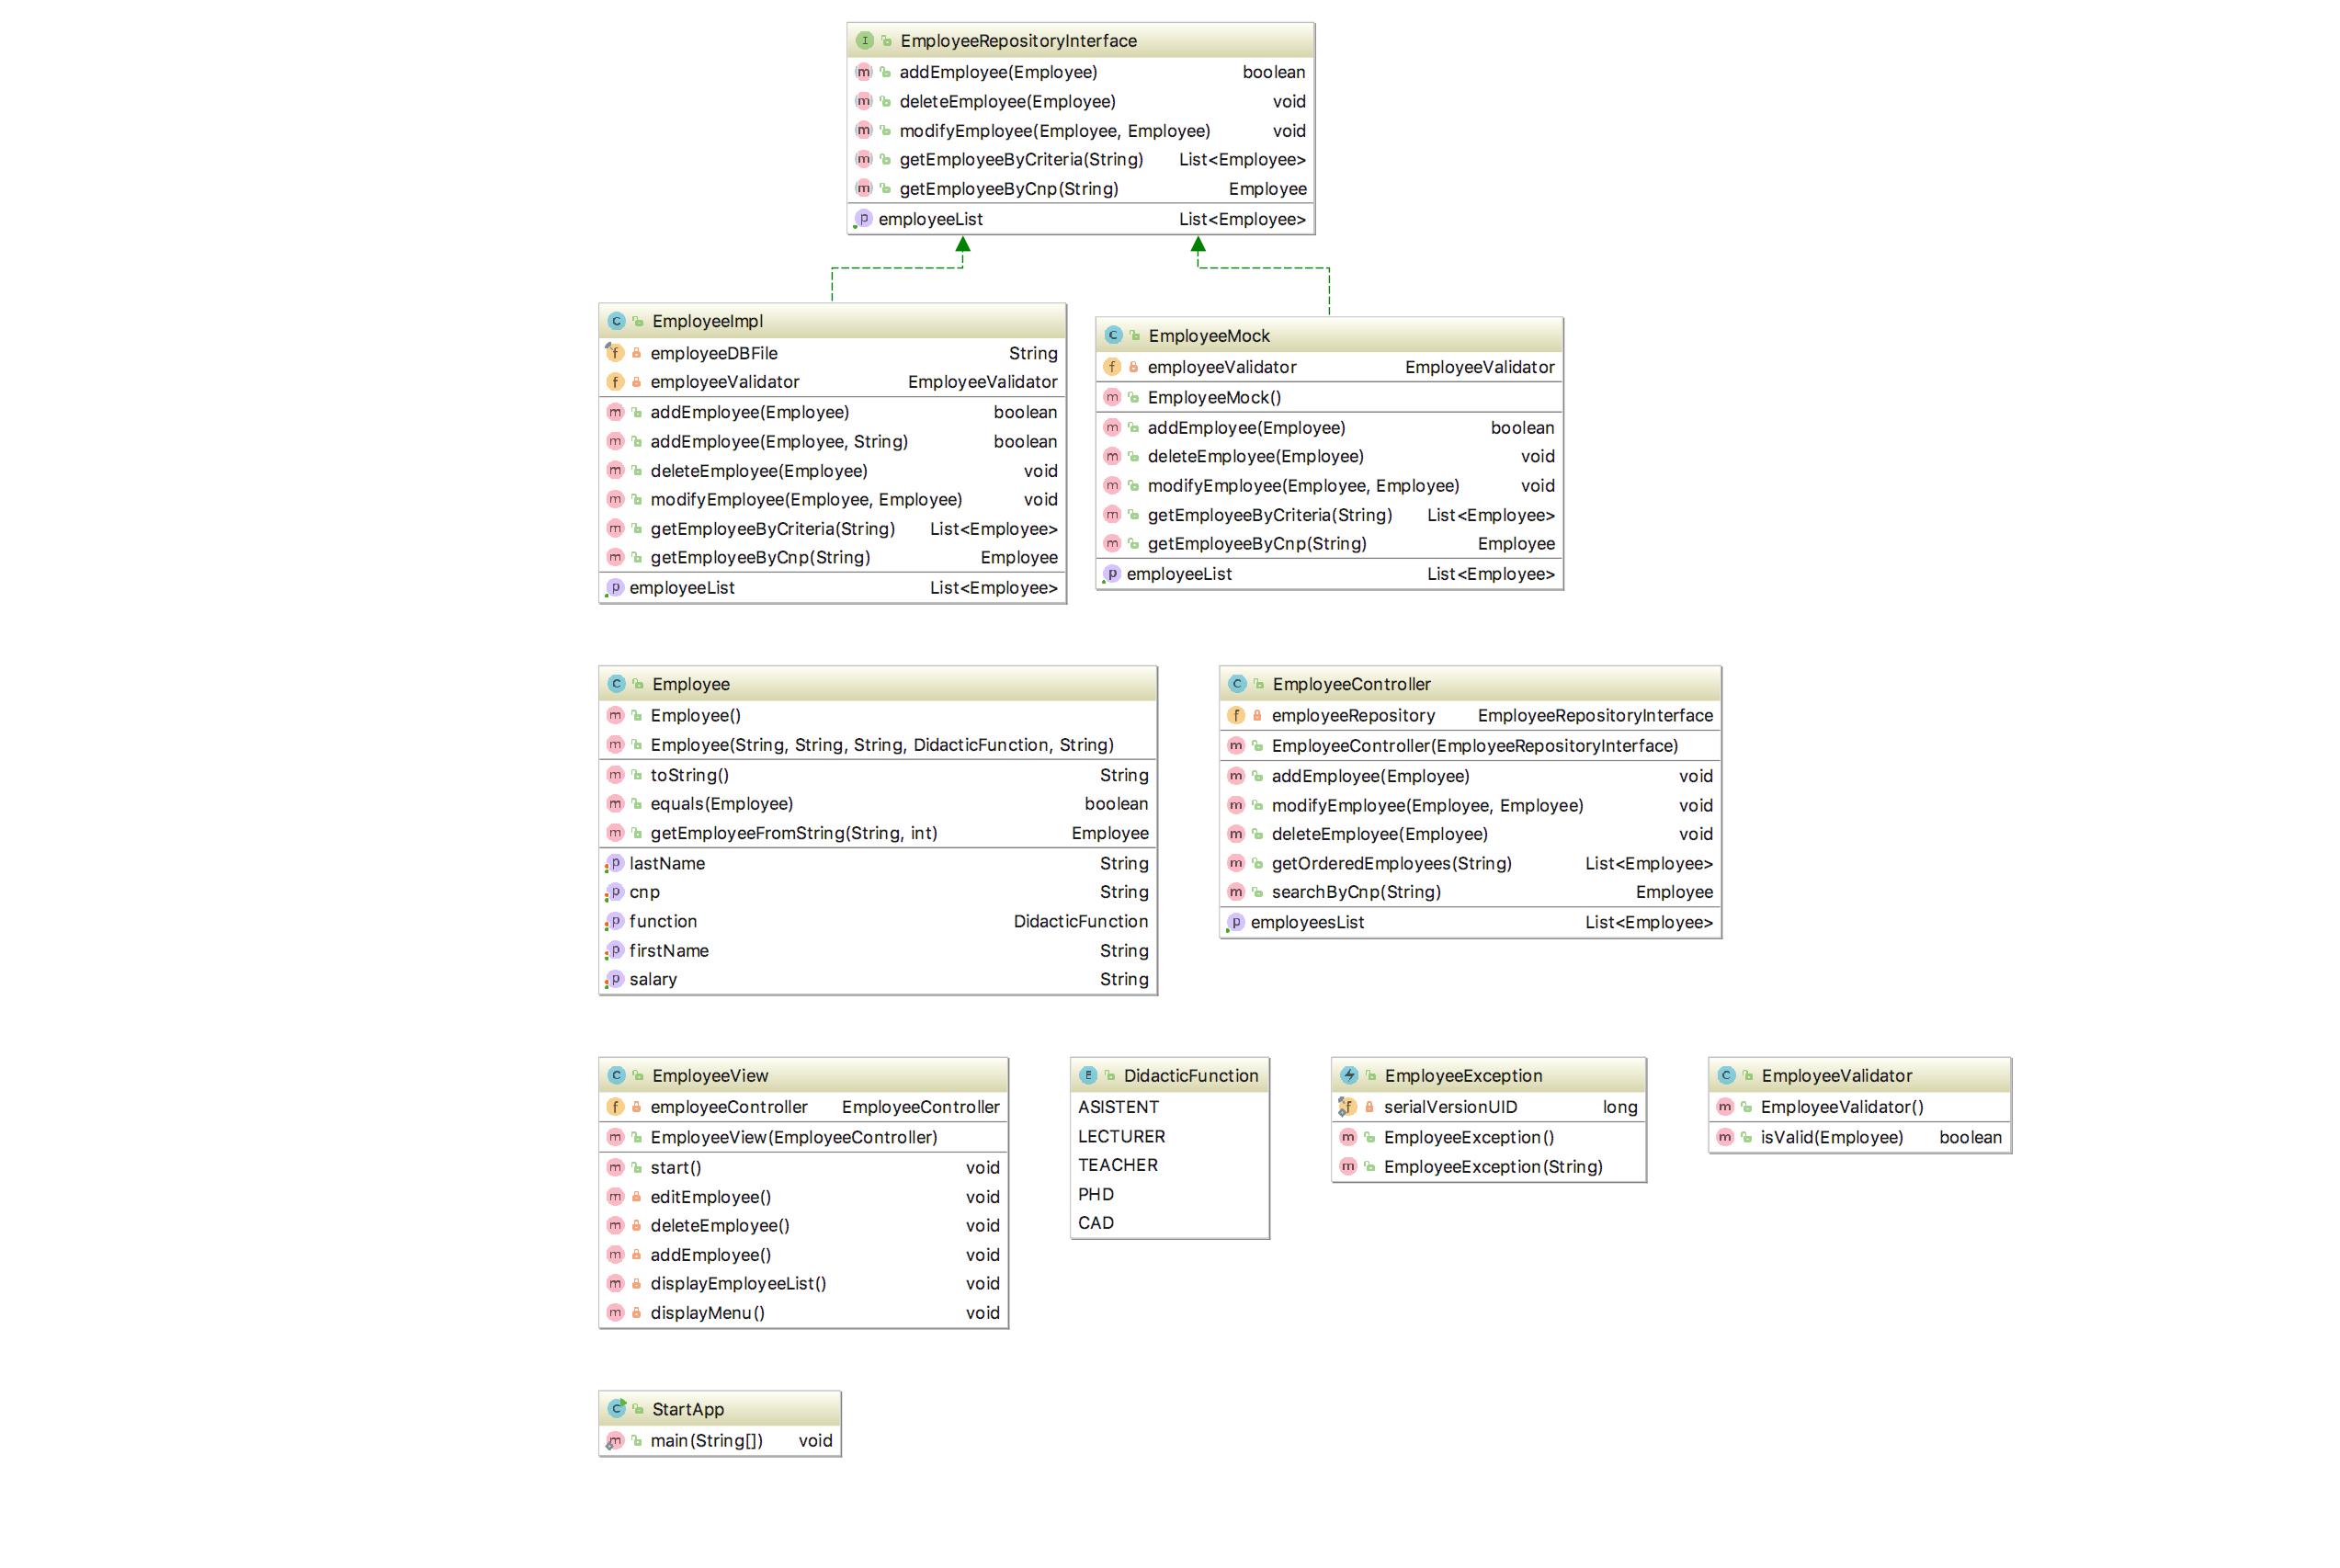 EmployeeRepositoryInterface
addEmployee(Employee) boolean
deleteEmployee(Employee) void
modifyEmployee(Employee, Employee) void
getEmployeeByCriteria(String) List<Employee>
getEmployeeByCnp(String) Employee
employeeList List<Employee>
EmployeeImpl
employeeDBFile String
employeeValidator EmployeeValidator
addEmployee(Employee) boolean
addEmployee(Employee, String) boolean
deleteEmployee(Employee) void
modifyEmployee(Employee, Employee) void
getEmployeeByCriteria(String) List<Employee>
getEmployeeByCnp(String) Employee
employeeList List<Employee>
EmployeeMock
employeeValidator EmployeeValidator
EmployeeMock()
addEmployee(Employee) boolean
deleteEmployee(Employee) void
modifyEmployee(Employee, Employee) void
getEmployeeByCriteria(String) List<Employee>
getEmployeeByCnp(String) Employee
employeeList List<Employee>
Employee
Employee()
Employee(String, String, String, DidacticFunction, String)
toString() String
equals(Employee) boolean
getEmployeeFromString(String, int) Employee
lastName String
cnp String
function DidacticFunction
firstName String
salary String
EmployeeController
employeeRepository EmployeeRepositoryInterface
EmployeeController(EmployeeRepositoryInterface)
addEmployee(Employee) void
modifyEmployee(Employee, Employee) void
deleteEmployee(Employee) void
getOrderedEmployees(String) List<Employee>
searchByCnp(String) Employee
employeesList List<Employee>
EmployeeView
employeeController EmployeeController
EmployeeView(EmployeeController)
start() void
editEmployee() void
deleteEmployee() void
addEmployee() void
displayEmployeeList() void
displayMenu() void
DidacticFunction
ASISTENT
LECTURER
TEACHER
PHD
CAD
EmployeeException
serialVersionUID long
EmployeeException()
EmployeeException(String)
EmployeeValidator
EmployeeValidator()
isValid(Employee) boolean
StartApp
main(String[]) void